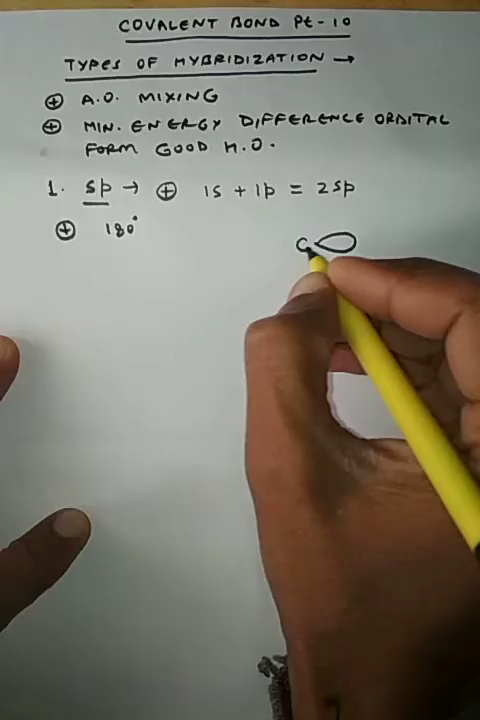 COVALENT BOND Pt-10
TYPES OF HYBRIDIZATION →
⊕ A.O. MIXING
⊕ MIN. ENERGY DIFFERENCE ORBITAL
FORM GOOD H.O.
1. sp → ⊕ 1s + 1p = 2sp
⊕ 180°